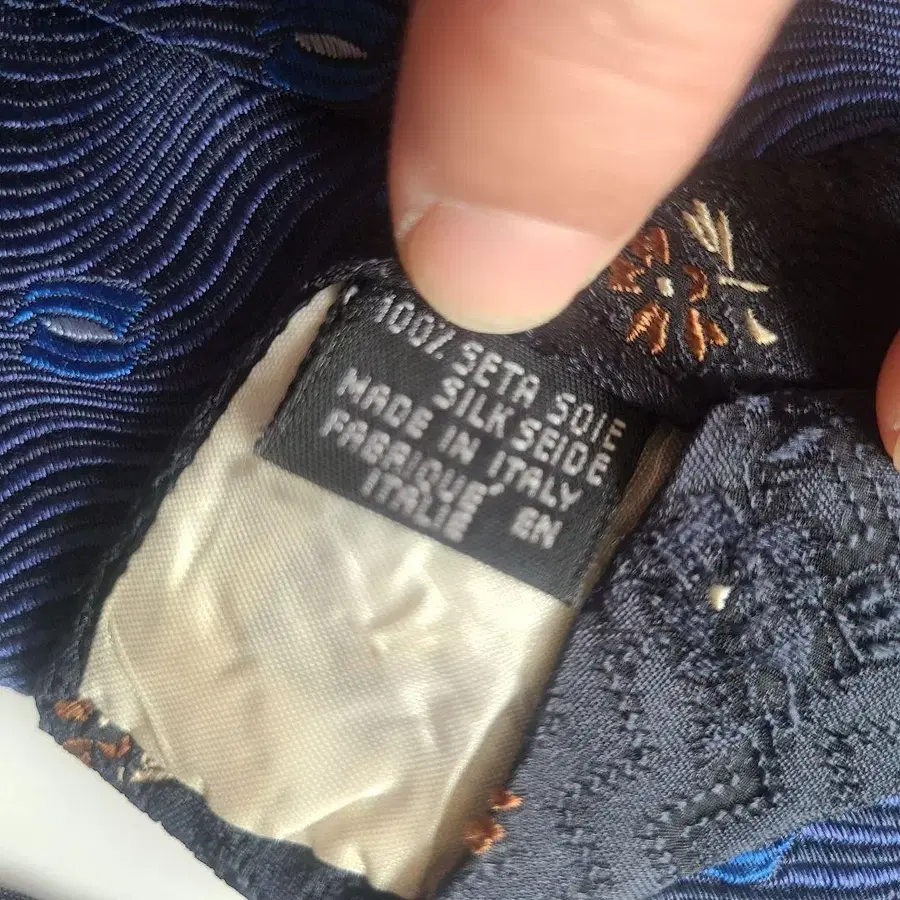 100% SETA SOIE
SILK SEIDE
MADE IN ITALY
FABRIQUE' EN
ITALIE